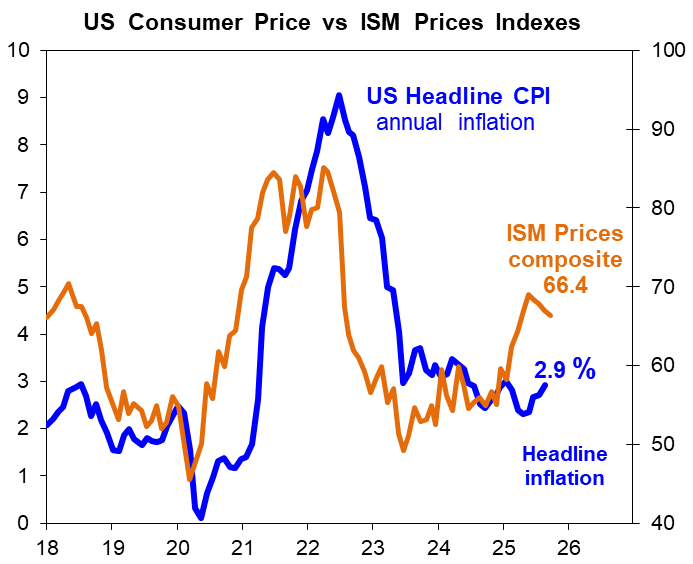 US Consumer Price vs ISM Prices Indexes
10
9
8
7
6
5
4
3
2
1
0
100
90
80
70
60
50
40
US Headline CPI
annual inflation
ISM Prices
composite
66.4
2.9 %
Headline
inflation
18 19 20 21 22 23 24 25 26